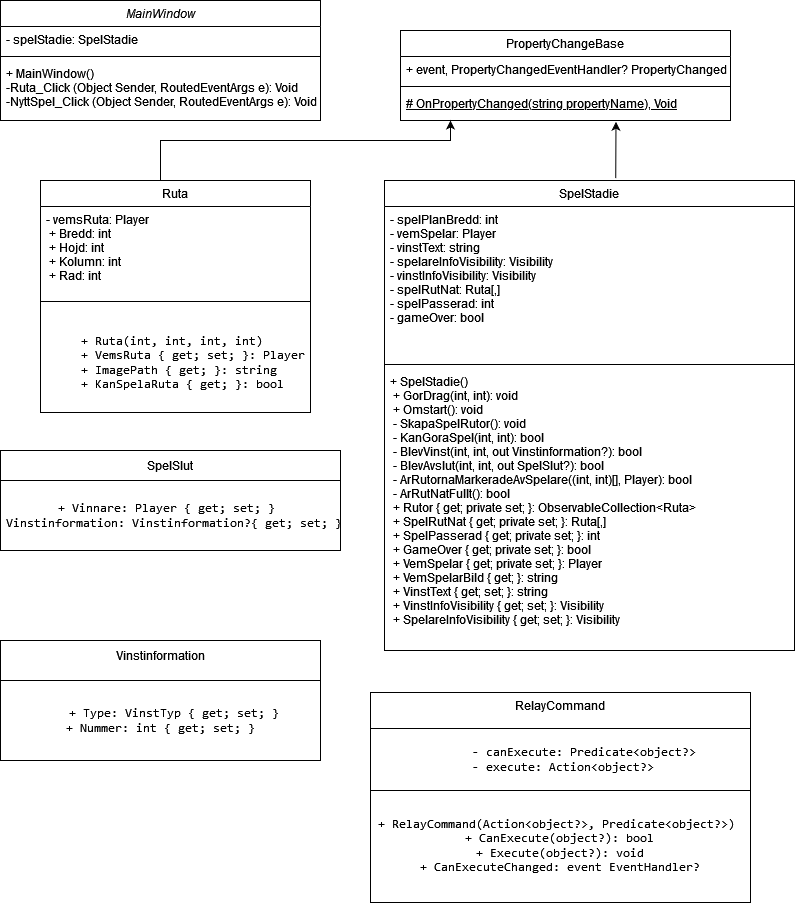 MainWindow
- spelStadie: SpelStadie
+ MainWindow()
-Ruta_Click (Object Sender, RoutedEventArgs e): Void
-NyttSpel_Click (Object Sender, RoutedEventArgs e): Void
PropertyChangeBase
+ event, PropertyChangedEventHandler? PropertyChanged
# OnPropertyChanged(string propertyName), Void
Ruta
- vemsRuta: Player
+ Bredd: int
+ Hojd: int
+ Kolumn: int
+ Rad: int
+ Ruta(int, int, int, int)
+ VemsRuta { get; set; }: Player
+ ImagePath { get; }: string
+ KanSpelaRuta { get; }: bool
SpelStadie
- spelPlanBredd: int
- vemSpelar: Player
- vinstText: string
- spelareInfoVisibility: Visibility
- vinstInfoVisibility: Visibility
- spelRutNat: Ruta[,]
- spelPasserad: int
- gameOver: bool
+ SpelStadie()
+ GorDrag(int, int): void
+ Omstart(): void
- SkapaSpelRutor(): void
- KanGoraSpel(int, int): bool
- BlevVinst(int, int, out Vinstinformation?): bool
- BlevAvslut(int, int, out SpelSlut?): bool
- ArRutornaMarkeradeAvSpelare((int, int)[], Player): bool
- ArRutNatFullt(): bool
+ Rutor { get; private set; }: ObservableCollection<Ruta>
+ SpelRutNat { get; private set; }: Ruta[,]
+ SpelPasserad { get; private set; }: int
+ GameOver { get; private set; }: bool
+ VemSpelar { get; private set; }: Player
+ VemSpelarBild { get; }: string
+ VinstText { get; set; }: string
+ VinstInfoVisibility { get; set; }: Visibility
+ SpelareInfoVisibility { get; set; }: Visibility
SpelSlut
+ Vinnare: Player { get; set; }
Vinstinformation: Vinstinformation?{ get; set; }
Vinstinformation
+ Type: VinstTyp { get; set; }
+ Nummer: int { get; set; }
RelayCommand
- canExecute: Predicate<object?>
- execute: Action<object?>
+ RelayCommand(Action<object?>, Predicate<object?>)
+ CanExecute(object?): bool
+ Execute(object?): void
+ CanExecuteChanged: event EventHandler?